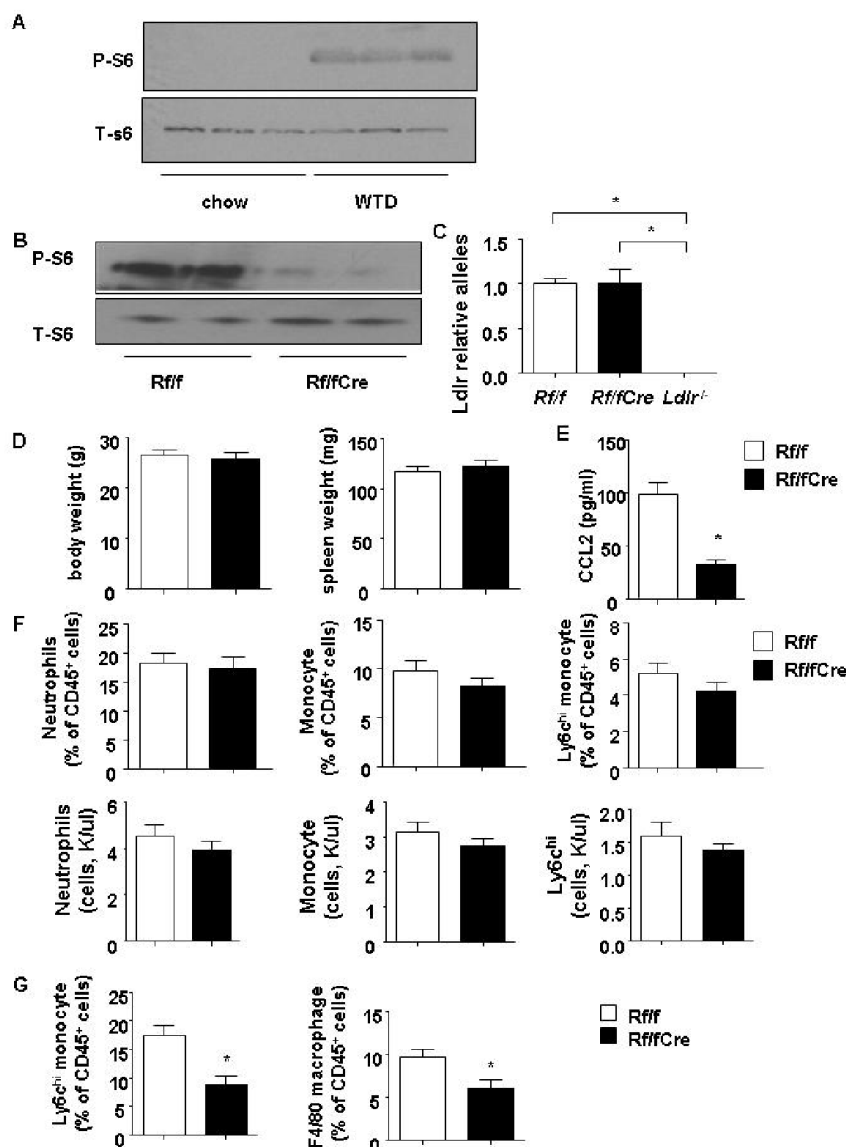 A
P-S6
T-s6
chow WTD
B
P-S6
T-S6
Rf/f Rf/fCre
C
* *
Ldlr relative alleles
1.5
1.0
0.5
0.0
Rf/f Rf/fCre Ldlr-/-
D
body weight (g)
30
20
10
0
spleen weight (mg)
150
100
50
0
E
CCL2 (pg/ml)
150
100
50
0
*
Rf/f
Rf/fCre
F
Neutrophils
(% of CD45+ cells)
25
20
15
10
5
0
Monocyte
(% of CD45+ cells)
15
10
5
0
Ly6chi monocyte
(% of CD45+ cells)
8
6
4
2
0
Rf/f
Rf/fCre
Neutrophils
(cells, K/ul)
6
4
2
0
Monocyte
(cells, K/ul)
4
3
2
1
0
Ly6chi
(cells, K/ul)
2.0
1.5
1.0
0.5
0.0
G
Ly6chi monocyte
(% of CD45+ cells)
25
20
15
10
5
0
*
F4/80 macrophage
(% of CD45+ cells)
15
10
5
0
*
Rf/f
Rf/fCre